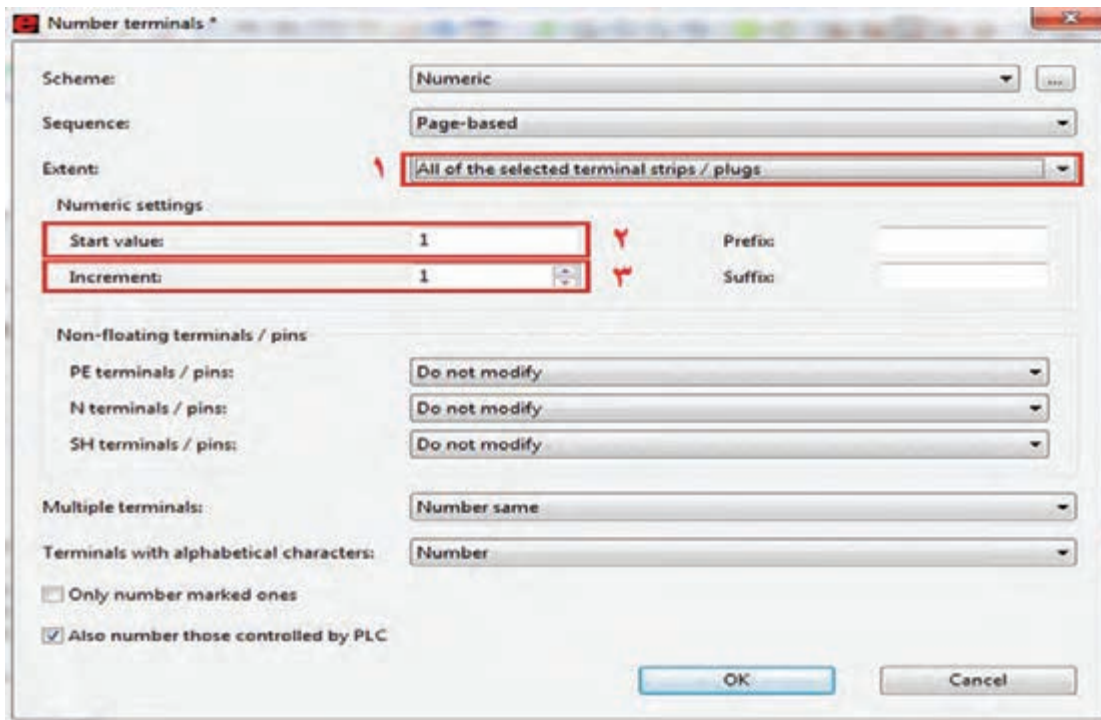 Number terminals *
Scheme: Numeric ...
Sequence: Page-based
Extent: ۱ All of the selected terminal strips / plugs
Numeric settings
Start value: 1 ۲ Prefix:
Increment: 1 ۳ Suffix:
Non-floating terminals / pins
PE terminals / pins: Do not modify
N terminals / pins: Do not modify
SH terminals / pins: Do not modify
Multiple terminals: Number same
Terminals with alphabetical characters: Number
Only number marked ones
Also number those controlled by PLC
OK Cancel